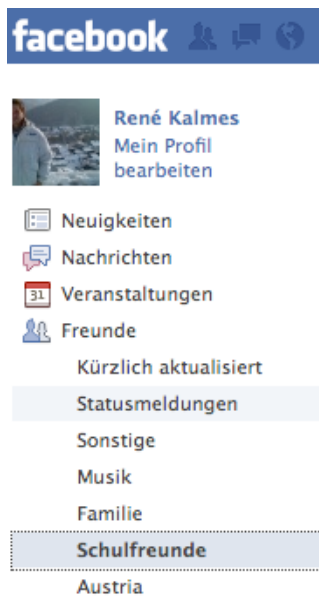 facebook
René Kalmes
Mein Profil
bearbeiten
Neuigkeiten
Nachrichten
31 Veranstaltungen
Freunde
Kürzlich aktualisiert
Statusmeldungen
Sonstige
Musik
Familie
Schulfreunde
Austria